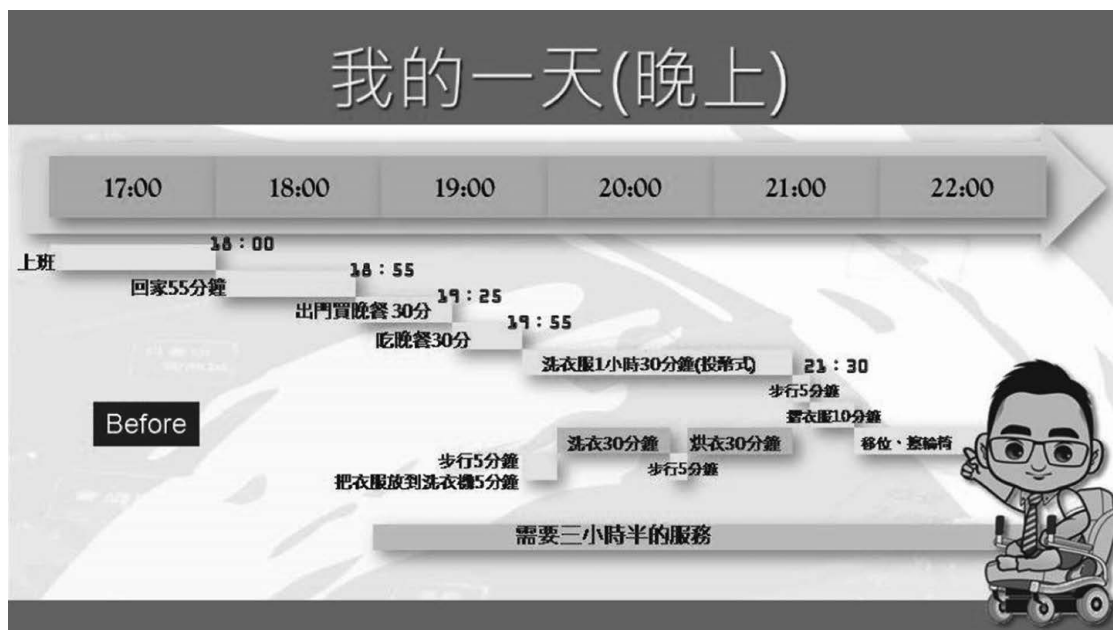 我的一天(晚上)
17:00 18:00 19:00 20:00 21:00 22:00
18：00
上班
18：55
回家55分鐘
19：25
出門買晚餐 30分
19：55
吃晚餐30分
洗衣服1小時30分鐘(投幣式)
21：30
步行5分鐘
摺衣服10分鐘
Before
洗衣30分鐘
烘衣30分鐘
移位、擦輪椅
步行5分鐘
步行5分鐘
把衣服放到洗衣機5分鐘
需要三小時半的服務